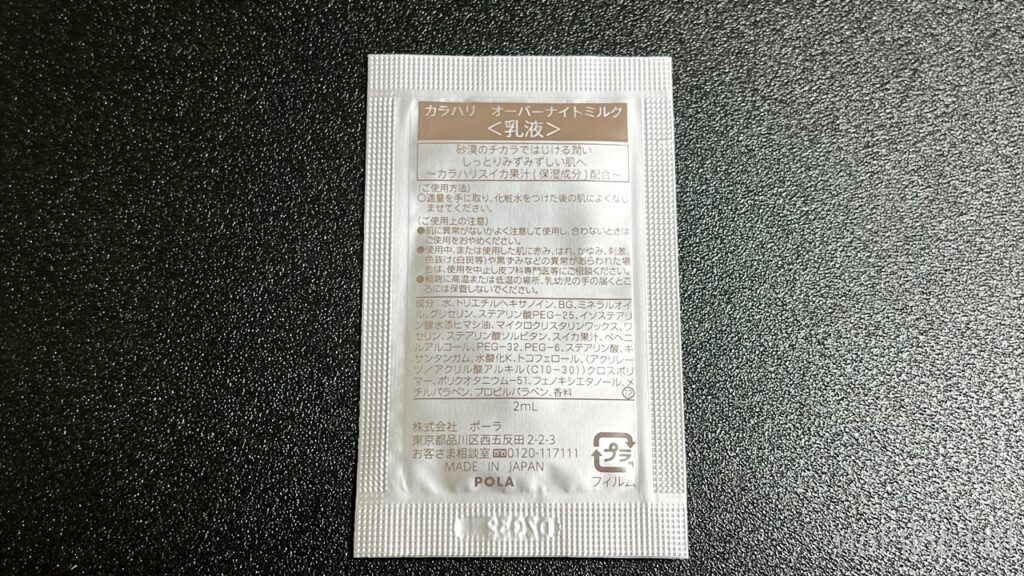 カラハリ　オーバーナイトミルク
＜乳液＞
砂漠のチカラではじける潤い
しっとりみずみずしい肌へ
～カラハリスイカ果汁(保湿成分)配合～
(ご使用方法)
○適量を手に取り、化粧水をつけた後の肌によくなじ
ませてください。
(ご使用上の注意)
●肌に異常がないかよく注意して使用し、合わないときは
ご使用をおやめください。
●使用中、または使用した肌に赤み、はれ、かゆみ、刺激、
色抜け(白斑等)や黒ずみなどの異常があらわれた場
合は、使用を中止し皮フ科専門医等にご相談ください。
●極端に高温または低温の場所、乳幼児の手の届くとこ
ろには保管しないでください。
成分：水、トリエチルヘキサノイン、BG、ミネラルオイ
ル、グリセリン、ステアリン酸PEG-25、イソステアリ
ン酸水添ヒマシ油、マイクロクリスタリンワックス、ワ
セリン、ステアリン酸ソルビタン、スイカ果汁、ベヘニ
ルアルコール、PEG-32、PEG-6、ステアリン酸、キ
サンタンガム、水酸化K、トコフェロール、(アクリレー
ツ/アクリル酸アルキル(C10-30))クロスポリ
マー、ポリクオタニウム-51、フェノキシエタノール、メ
チルパラベン、プロピルパラベン、香料
2mL
株式会社　ポーラ
東京都品川区西五反田2-2-3
お客さま相談室 0120-117111
MADE IN JAPAN
POLA
プラ
フィルム